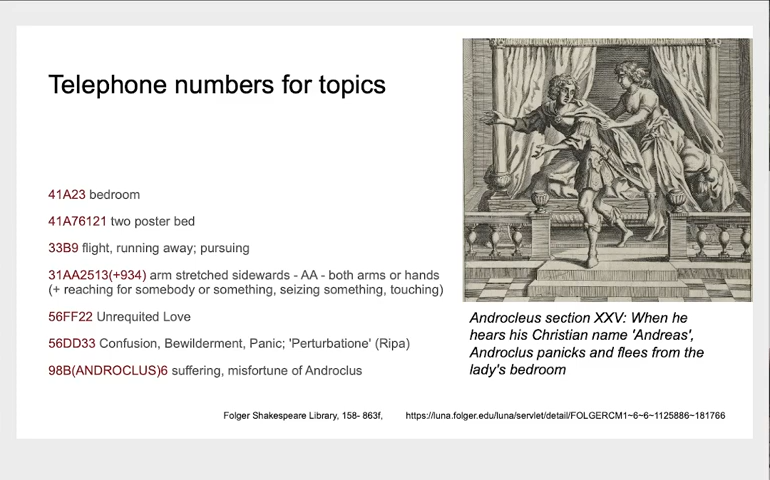 Telephone numbers for topics
41A23 bedroom
41A76121 two poster bed
33B9 flight, running away; pursuing
31AA2513(+934) arm stretched sidewards - AA - both arms or hands
(+ reaching for somebody or something, seizing something, touching)
56FF22 Unrequited Love
56DD33 Confusion, Bewilderment, Panic; 'Perturbatione' (Ripa)
98B(ANDROCLUS)6 suffering, misfortune of Androclus
Androcleus section XXV: When he
hears his Christian name 'Andreas',
Androclus panicks and flees from the
lady's bedroom
Folger Shakespeare Library, 158- 863f, https://luna.folger.edu/luna/servlet/detail/FOLGERCM1~6~6~1125886~181766